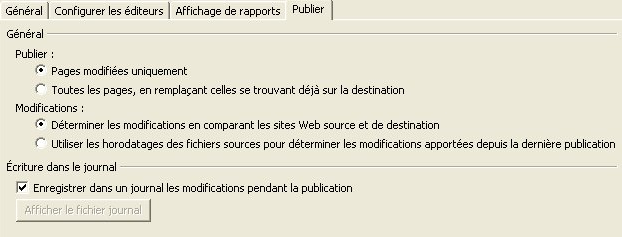 Général Configurer les éditeurs Affichage de rapports Publier
Général
Publier :
Pages modifiées uniquement
Toutes les pages, en remplaçant celles se trouvant déjà sur la destination
Modifications :
Déterminer les modifications en comparant les sites Web source et de destination
Utiliser les horodatages des fichiers sources pour déterminer les modifications apportées depuis la dernière publication
Écriture dans le journal
Enregistrer dans un journal les modifications pendant la publication
Afficher le fichier journal